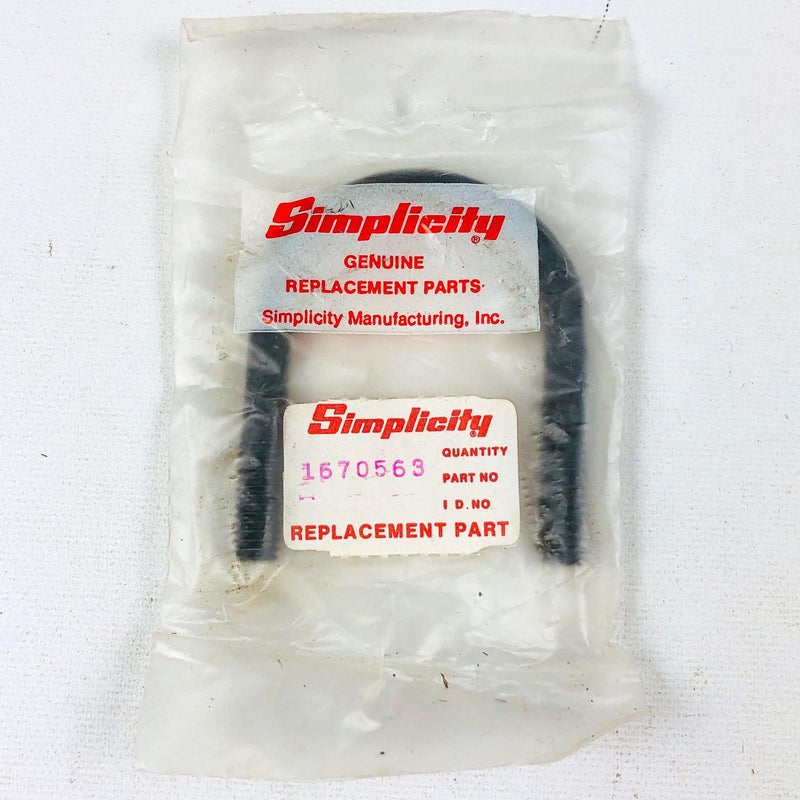 Simplicity®
GENUINE
REPLACEMENT PARTS
Simplicity Manufacturing, Inc.
Simplicity
QUANTITY
1670563
PART NO
I D. NO
REPLACEMENT PART